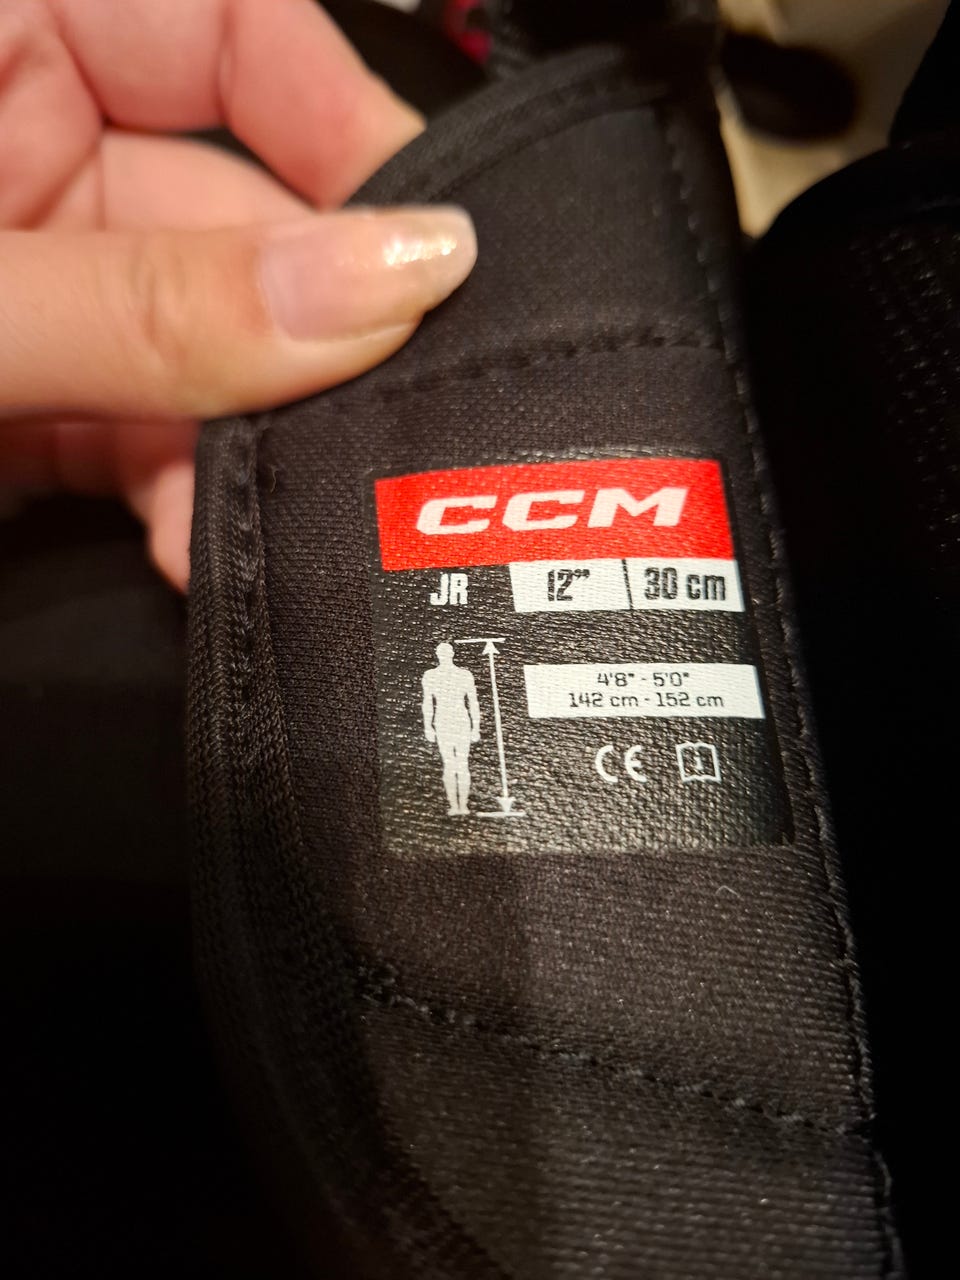 CCM
JR 12" 30 cm
4'8" - 5'0"
142 cm - 152 cm
CE i